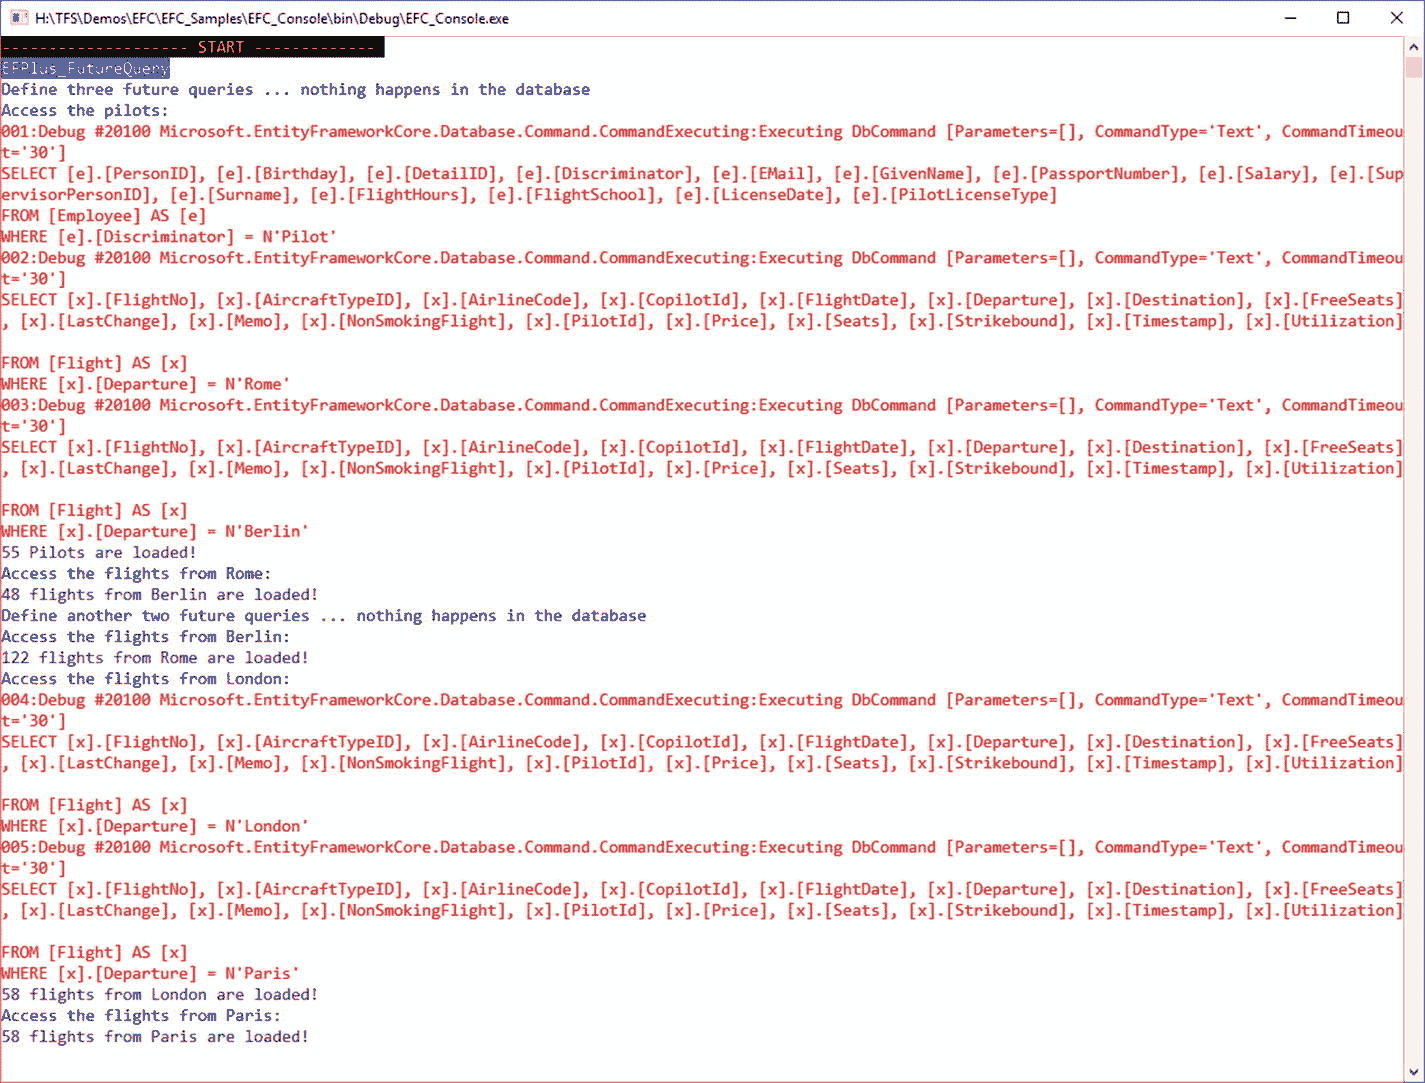 H:\TFS\Demos\EFC\EFC_Samples\EFC_Console\bin\Debug\EFC_Console.exe
-------------------- START -------------
EFPlus_FutureQuery
Define three future queries ... nothing happens in the database
Access the pilots:
001:Debug #20100 Microsoft.EntityFrameworkCore.Database.Command.CommandExecuting:Executing DbCommand [Parameters=[], CommandType='Text', CommandTimeou
t='30']
SELECT [e].[PersonID], [e].[Birthday], [e].[DetailID], [e].[Discriminator], [e].[EMail], [e].[GivenName], [e].[PassportNumber], [e].[Salary], [e].[Sup
ervisorPersonID], [e].[Surname], [e].[FlightHours], [e].[FlightSchool], [e].[LicenseDate], [e].[PilotLicenseType]
FROM [Employee] AS [e]
WHERE [e].[Discriminator] = N'Pilot'
002:Debug #20100 Microsoft.EntityFrameworkCore.Database.Command.CommandExecuting:Executing DbCommand [Parameters=[], CommandType='Text', CommandTimeou
t='30']
SELECT [x].[FlightNo], [x].[AircraftTypeID], [x].[AirlineCode], [x].[CopilotId], [x].[FlightDate], [x].[Departure], [x].[Destination], [x].[FreeSeats]
, [x].[LastChange], [x].[Memo], [x].[NonSmokingFlight], [x].[PilotId], [x].[Price], [x].[Seats], [x].[Strikebound], [x].[Timestamp], [x].[Utilization]
FROM [Flight] AS [x]
WHERE [x].[Departure] = N'Rome'
003:Debug #20100 Microsoft.EntityFrameworkCore.Database.Command.CommandExecuting:Executing DbCommand [Parameters=[], CommandType='Text', CommandTimeou
t='30']
SELECT [x].[FlightNo], [x].[AircraftTypeID], [x].[AirlineCode], [x].[CopilotId], [x].[FlightDate], [x].[Departure], [x].[Destination], [x].[FreeSeats]
, [x].[LastChange], [x].[Memo], [x].[NonSmokingFlight], [x].[PilotId], [x].[Price], [x].[Seats], [x].[Strikebound], [x].[Timestamp], [x].[Utilization]
FROM [Flight] AS [x]
WHERE [x].[Departure] = N'Berlin'
55 Pilots are loaded!
Access the flights from Rome:
48 flights from Berlin are loaded!
Define another two future queries ... nothing happens in the database
Access the flights from Berlin:
122 flights from Rome are loaded!
Access the flights from London:
004:Debug #20100 Microsoft.EntityFrameworkCore.Database.Command.CommandExecuting:Executing DbCommand [Parameters=[], CommandType='Text', CommandTimeou
t='30']
SELECT [x].[FlightNo], [x].[AircraftTypeID], [x].[AirlineCode], [x].[CopilotId], [x].[FlightDate], [x].[Departure], [x].[Destination], [x].[FreeSeats]
, [x].[LastChange], [x].[Memo], [x].[NonSmokingFlight], [x].[PilotId], [x].[Price], [x].[Seats], [x].[Strikebound], [x].[Timestamp], [x].[Utilization]
FROM [Flight] AS [x]
WHERE [x].[Departure] = N'London'
005:Debug #20100 Microsoft.EntityFrameworkCore.Database.Command.CommandExecuting:Executing DbCommand [Parameters=[], CommandType='Text', CommandTimeou
t='30']
SELECT [x].[FlightNo], [x].[AircraftTypeID], [x].[AirlineCode], [x].[CopilotId], [x].[FlightDate], [x].[Departure], [x].[Destination], [x].[FreeSeats]
, [x].[LastChange], [x].[Memo], [x].[NonSmokingFlight], [x].[PilotId], [x].[Price], [x].[Seats], [x].[Strikebound], [x].[Timestamp], [x].[Utilization]
FROM [Flight] AS [x]
WHERE [x].[Departure] = N'Paris'
58 flights from London are loaded!
Access the flights from Paris:
58 flights from Paris are loaded!